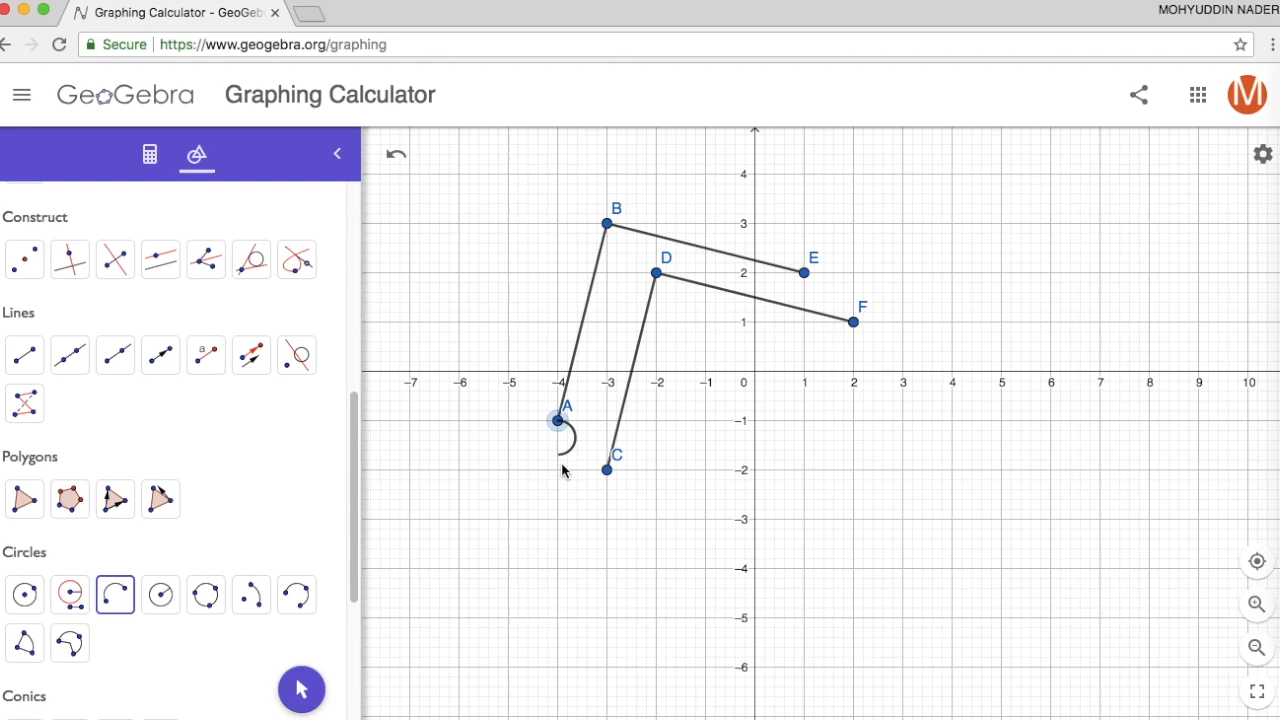 Graphing Calculator - GeoGeb
MOHYUDDIN NADER
Secure https://www.geogebra.org/graphing
GeoGebra
Graphing Calculator
M
Construct
Lines
a
Polygons
Circles
Conics
4
B
3
D
E
2
F
1
-7 -6 -5 -4 -3 -2 -1 0 1 2 3 4 5 6 7 8 9 10
A
-1
C
-2
-3
-4
-5
-6